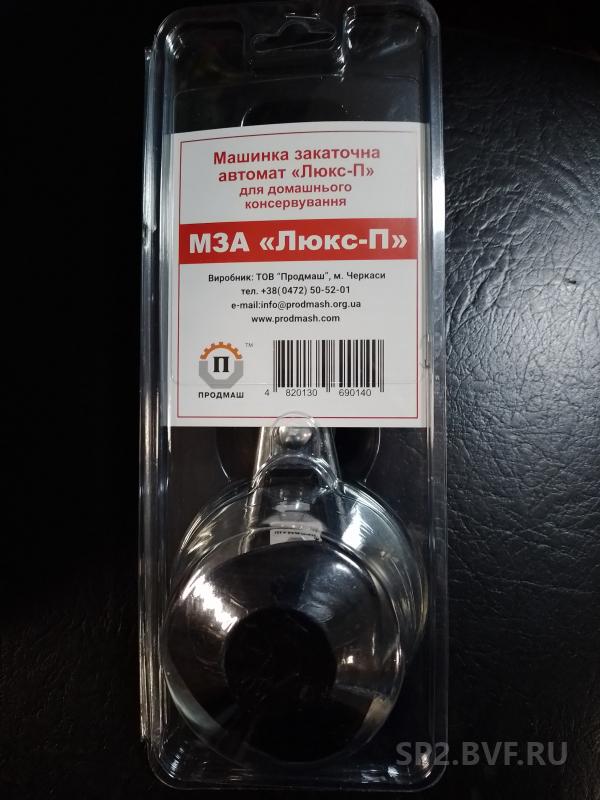 Машинка закаточна
автомат «Люкс-П»
для домашнього
консервування
МЗА «Люкс-П»
Виробник: ТОВ "Продмаш", м. Черкаси
тел. +38(0472) 50-52-01
e-mail:info@prodmash.org.ua
www.prodmash.com
П
TM
ПРОДМАШ
4 820130 690140
SP2.BVF.RU